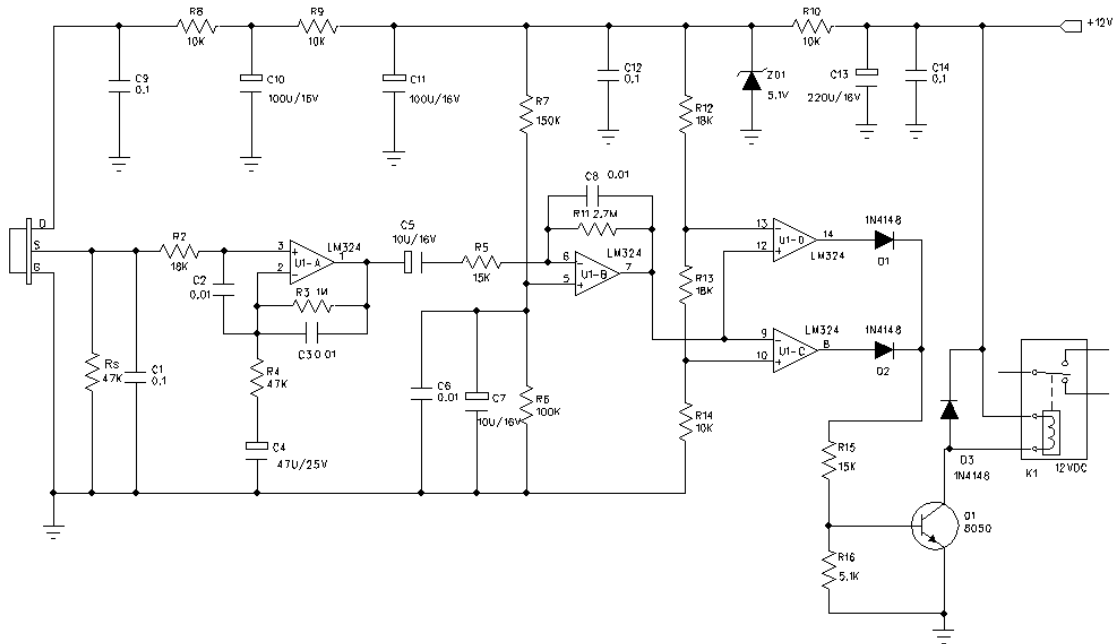 R8
10K
R9
10K
R10
10K
+12V
C9
0.1
C10
100U/16V
C11
100U/16V
C12
0.1
ZD1
5.1V
C13
220U/16V
C14
0.1
R7
150K
R12
18K
C8 0.01
R11 2.7M
D
S
G
R2
18K
C2
0.01
3
+
2
-
U1-A
LM324
1
R3 1M
C3 0.01
C5
10U/16V
R5
15K
6
-
5
+
U1-B
LM324
7
13
-
12
+
U1-D
14
LM324
1N4148
D1
R13
18K
9
-
10
+
U1-C
LM324
8
1N4148
D2
Rs
47K
C1
0.1
R4
47K
C4
47U/25V
C6
0.01
C7
10U/16V
R6
100K
R14
10K
R15
15K
R16
5.1K
Q1
8050
D3
1N4148
K1
12VDC